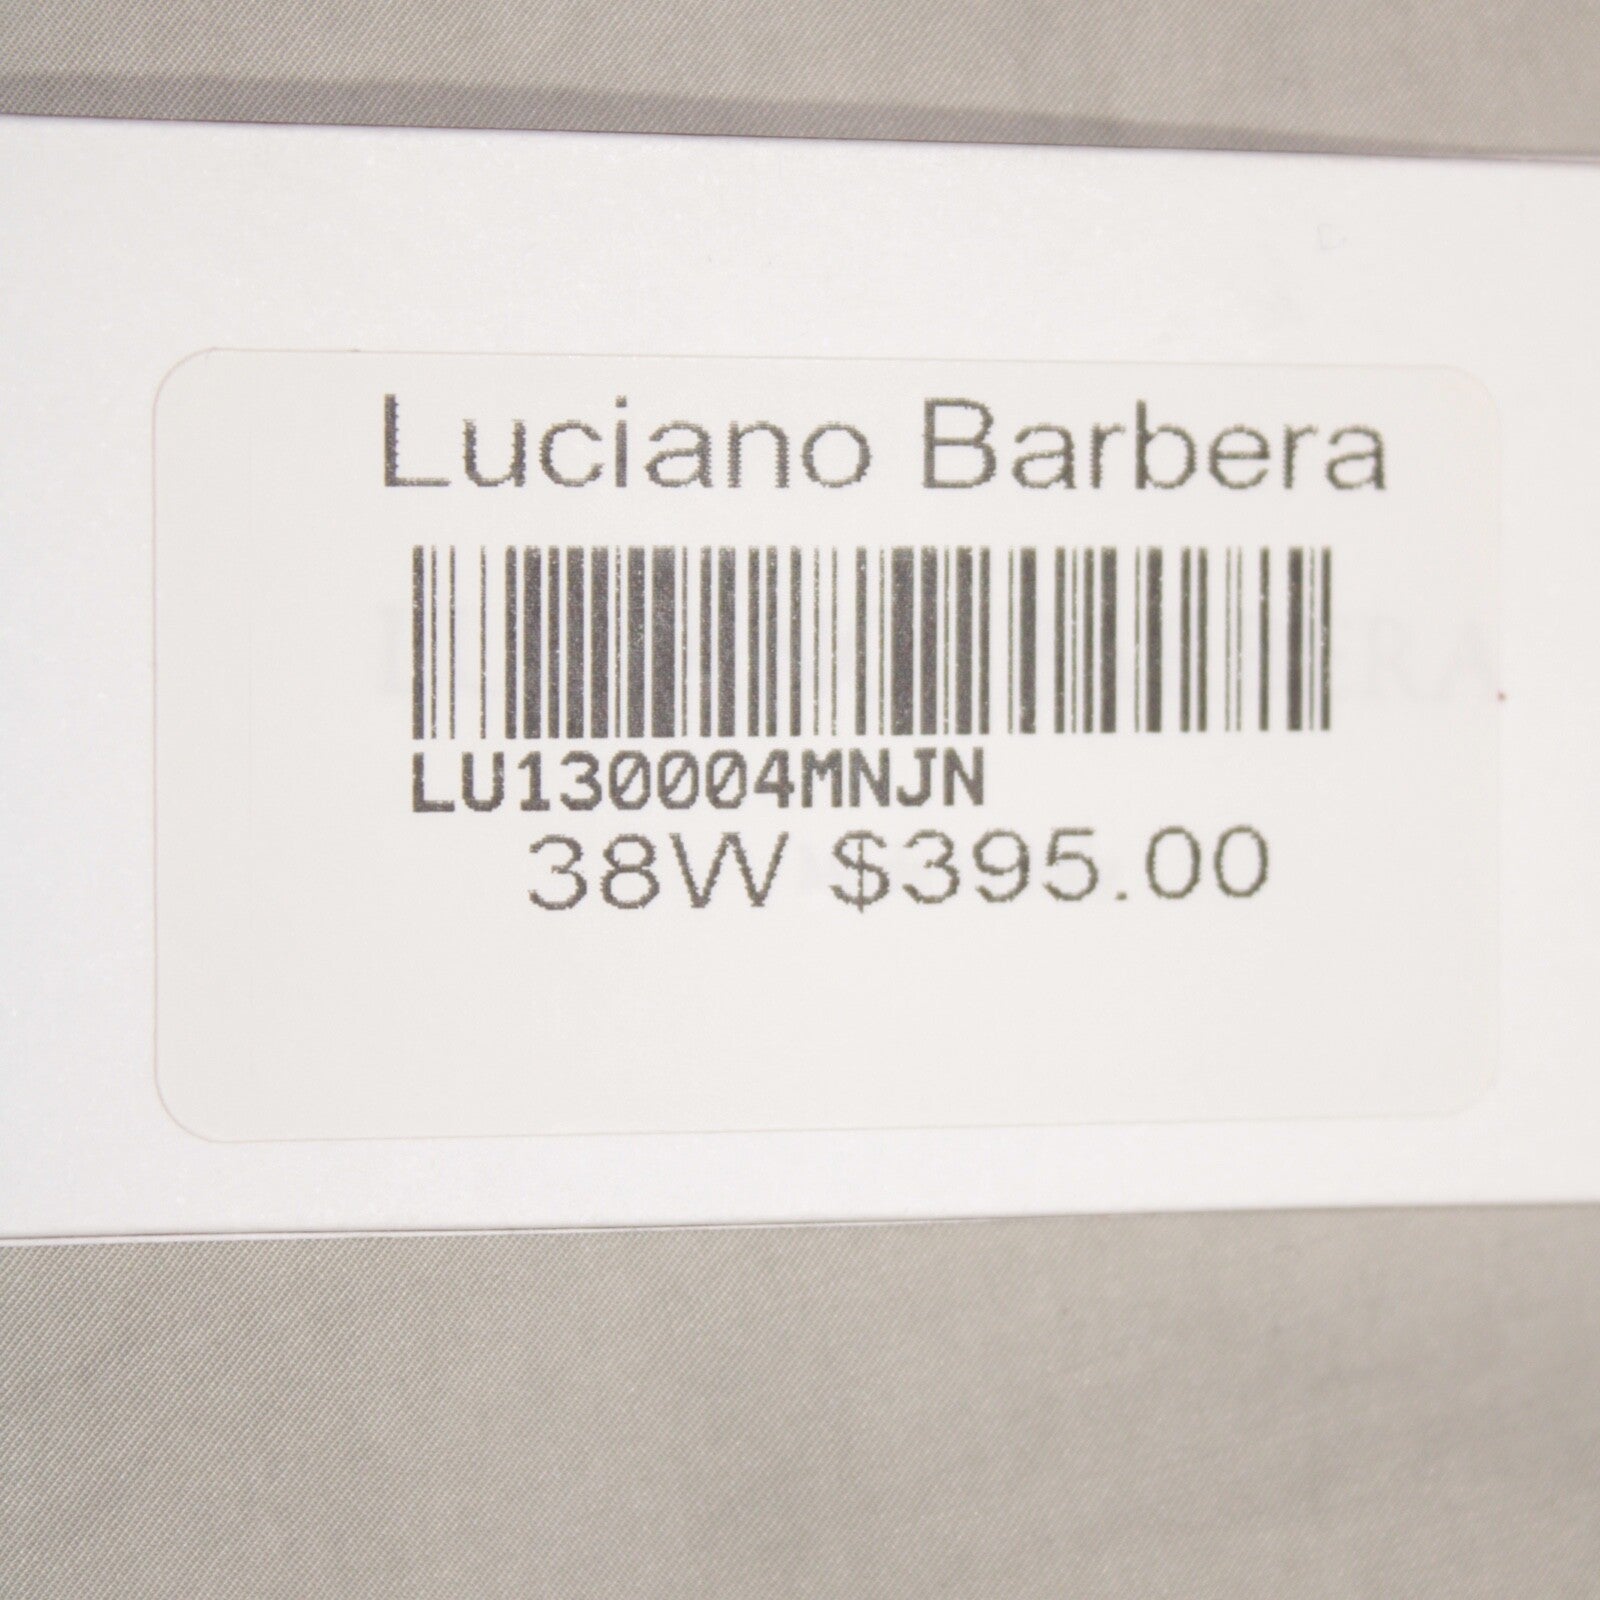 Luciano Barbera
LU130004MNJN
38W $395.00